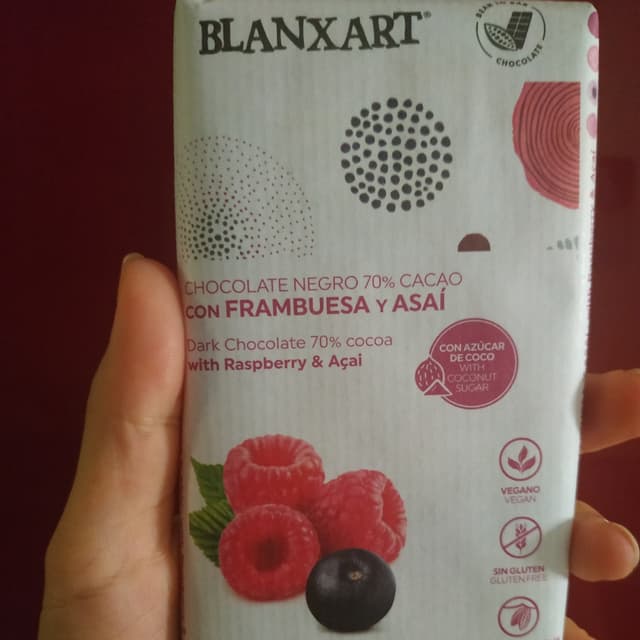 BLANXART®
BEAN TO BAR
CHOCOLATE
CHOCOLATE NEGRO 70% CACAO
CON FRAMBUESA Y ASAÍ
Dark Chocolate 70% cocoa
with Raspberry & Açai
CON AZÚCAR
DE COCO
WITH
COCONUT
SUGAR
VEGANO
VEGAN
SIN GLUTEN
GLUTEN FREE